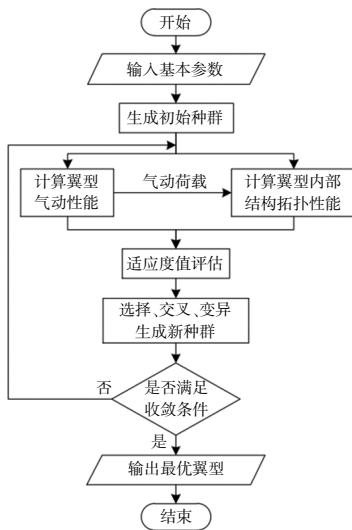 开始
输入基本参数
生成初始种群
计算翼型
气动性能
气动荷载
计算翼型内部
结构拓扑性能
适应度值评估
选择、交叉、变异
生成新种群
否
是否满足
收敛条件
是
输出最优翼型
结束